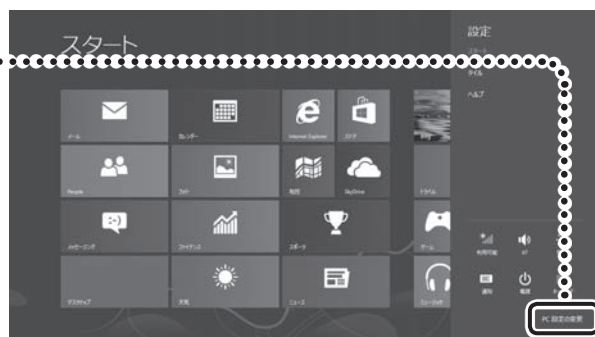 スタート
設定
スタート
タイル
ヘルプ
メール
カレンダー
Internet Explorer
ストア
People
フォト
地図
SkyDrive
トラベル
メッセージング
ファイナンス
スポーツ
ゲーム
デスクトップ
天気
ニュース
ミュージック
利用可能
67
通知
電源
PC 設定の変更